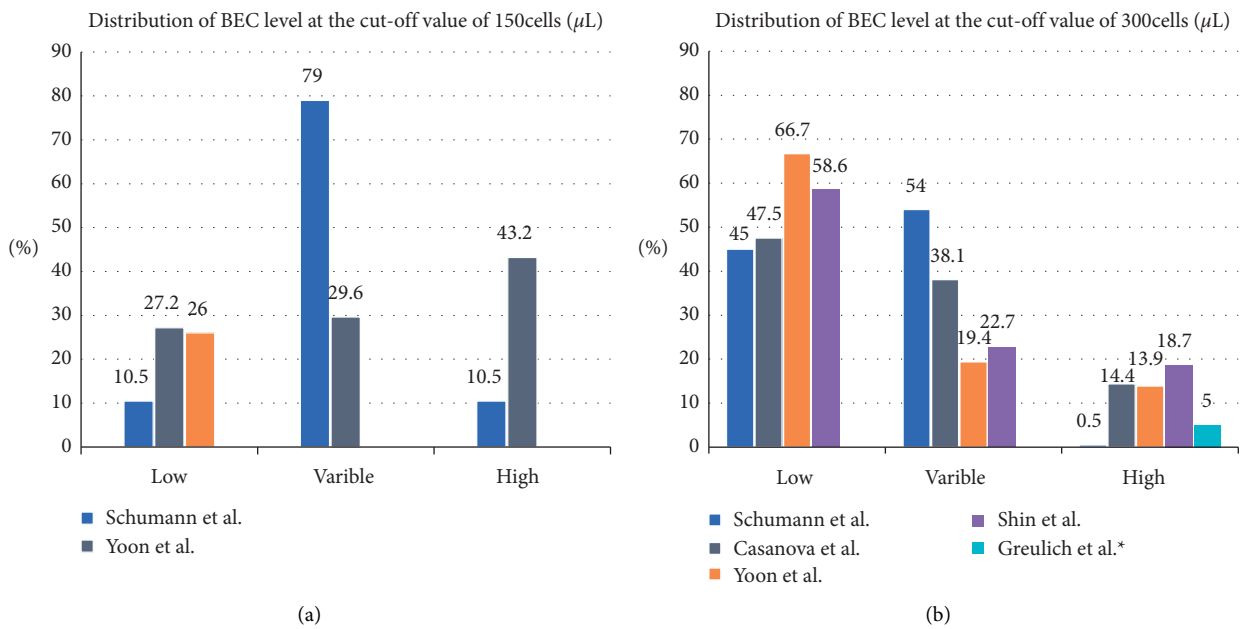 Distribution of BEC level at the cut-off value of 150cells (μL)
90
80
70
60
50
40
30
20
10
0
(%)
10.5
27.2
26
79
29.6
10.5
43.2
Low
Varible
High
Schumann et al.
Yoon et al.
(a)
Distribution of BEC level at the cut-off value of 300cells (μL)
90
80
70
60
50
40
30
20
10
0
(%)
45
47.5
66.7
58.6
54
38.1
19.4
22.7
0.5
14.4
13.9
18.7
5
Low
Varible
High
Schumann et al.
Casanova et al.
Yoon et al.
Shin et al.
Greulich et al.*
(b)